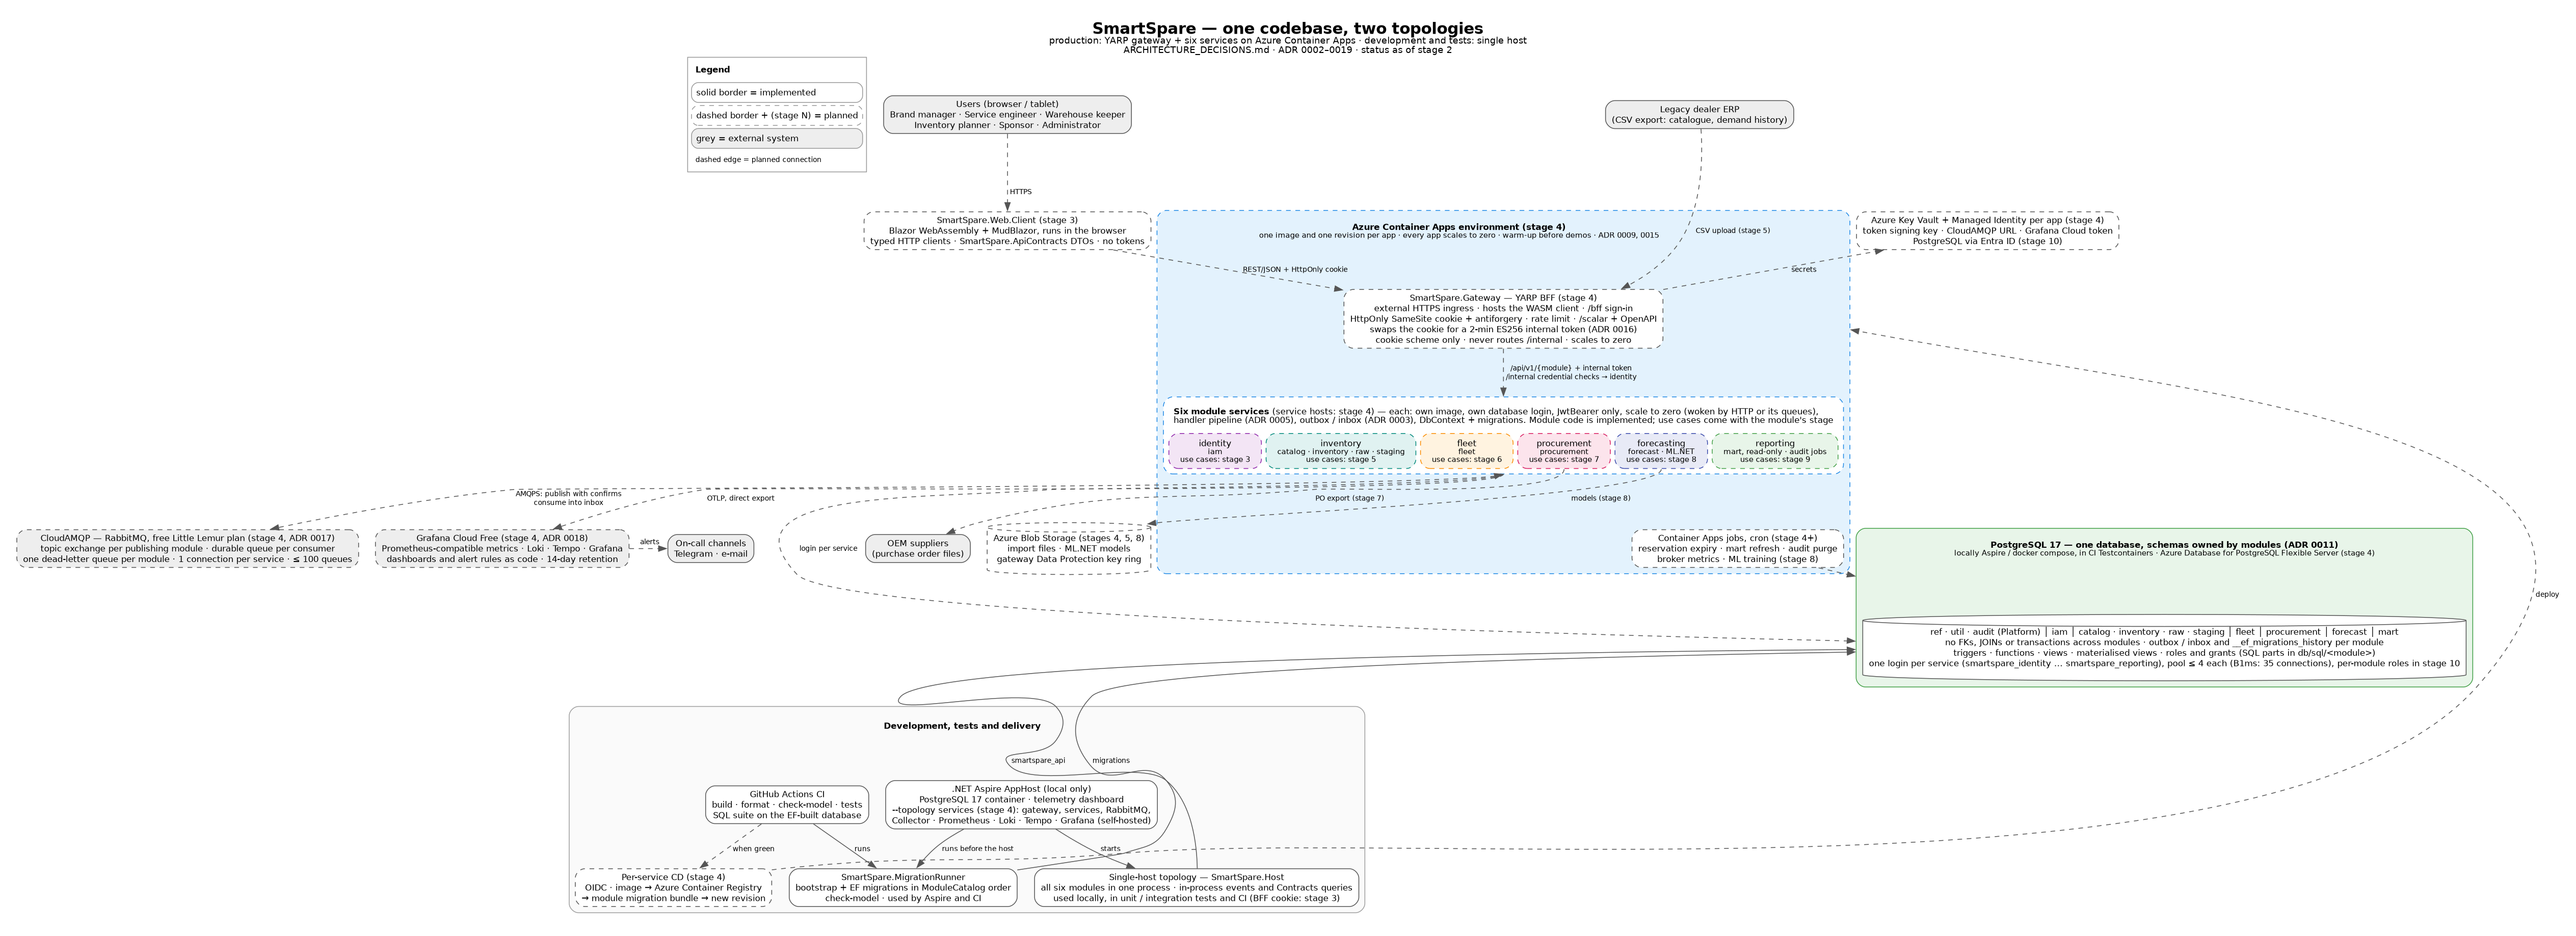 SmartSpare — one codebase, two topologies
production: YARP gateway + six services on Azure Container Apps · development and tests: single host
ARCHITECTURE_DECISIONS.md · ADR 0002–0019 · status as of stage 2
Legend
solid border = implemented
dashed border + (stage N) = planned
grey = external system
dashed edge = planned connection
Users (browser / tablet)
Brand manager · Service engineer · Warehouse keeper
Inventory planner · Sponsor · Administrator
Legacy dealer ERP
(CSV export: catalogue, demand history)
HTTPS
SmartSpare.Web.Client (stage 3)
Blazor WebAssembly + MudBlazor, runs in the browser
typed HTTP clients · SmartSpare.ApiContracts DTOs · no tokens
Azure Container Apps environment (stage 4)
one image and one revision per app · every app scales to zero · warm-up before demos · ADR 0009, 0015
CSV upload (stage 5)
Azure Key Vault + Managed Identity per app (stage 4)
token signing key · CloudAMQP URL · Grafana Cloud token
PostgreSQL via Entra ID (stage 10)
REST/JSON + HttpOnly cookie
secrets
SmartSpare.Gateway — YARP BFF (stage 4)
external HTTPS ingress · hosts the WASM client · /bff sign-in
HttpOnly SameSite cookie + antiforgery · rate limit · /scalar + OpenAPI
swaps the cookie for a 2-min ES256 internal token (ADR 0016)
cookie scheme only · never routes /internal · scales to zero
/api/v1/{module} + internal token
/internal credential checks → identity
Six module services (service hosts: stage 4) — each: own image, own database login, JwtBearer only, scale to zero (woken by HTTP or its queues),
handler pipeline (ADR 0005), outbox / inbox (ADR 0003), DbContext + migrations. Module code is implemented; use cases come with the module's stage
identity
iam
use cases: stage 3
inventory
catalog · inventory · raw · staging
use cases: stage 5
fleet
fleet
use cases: stage 6
procurement
procurement
use cases: stage 7
forecasting
forecast · ML.NET
use cases: stage 8
reporting
mart, read-only · audit jobs
use cases: stage 9
AMQPS: publish with confirms
consume into inbox
OTLP, direct export
PO export (stage 7)
models (stage 8)
CloudAMQP — RabbitMQ, free Little Lemur plan (stage 4, ADR 0017)
topic exchange per publishing module · durable queue per consumer
one dead-letter queue per module · 1 connection per service · ≤ 100 queues
Grafana Cloud Free (stage 4, ADR 0018)
Prometheus-compatible metrics · Loki · Tempo · Grafana
dashboards and alert rules as code · 14-day retention
alerts
On-call channels
Telegram · e-mail
login per service
OEM suppliers
(purchase order files)
Azure Blob Storage (stages 4, 5, 8)
import files · ML.NET models
gateway Data Protection key ring
Container Apps jobs, cron (stage 4+)
reservation expiry · mart refresh · audit purge
broker metrics · ML training (stage 8)
PostgreSQL 17 — one database, schemas owned by modules (ADR 0011)
locally Aspire / docker compose, in CI Testcontainers · Azure Database for PostgreSQL Flexible Server (stage 4)
ref · util · audit (Platform) │ iam │ catalog · inventory · raw · staging │ fleet │ procurement │ forecast │ mart
no FKs, JOINs or transactions across modules · outbox / inbox and __ef_migrations_history per module
triggers · functions · views · materialised views · roles and grants (SQL parts in db/sql/<module>)
one login per service (smartspare_identity … smartspare_reporting), pool ≤ 4 each (B1ms: 35 connections), per-module roles in stage 10
deploy
Development, tests and delivery
smartspare_api
migrations
GitHub Actions CI
build · format · check-model · tests
SQL suite on the EF-built database
.NET Aspire AppHost (local only)
PostgreSQL 17 container · telemetry dashboard
--topology services (stage 4): gateway, services, RabbitMQ,
Collector · Prometheus · Loki · Tempo · Grafana (self-hosted)
when green
runs
runs before the host
starts
Per-service CD (stage 4)
OIDC · image → Azure Container Registry
→ module migration bundle → new revision
SmartSpare.MigrationRunner
bootstrap + EF migrations in ModuleCatalog order
check-model · used by Aspire and CI
Single-host topology — SmartSpare.Host
all six modules in one process · in-process events and Contracts queries
used locally, in unit / integration tests and CI (BFF cookie: stage 3)